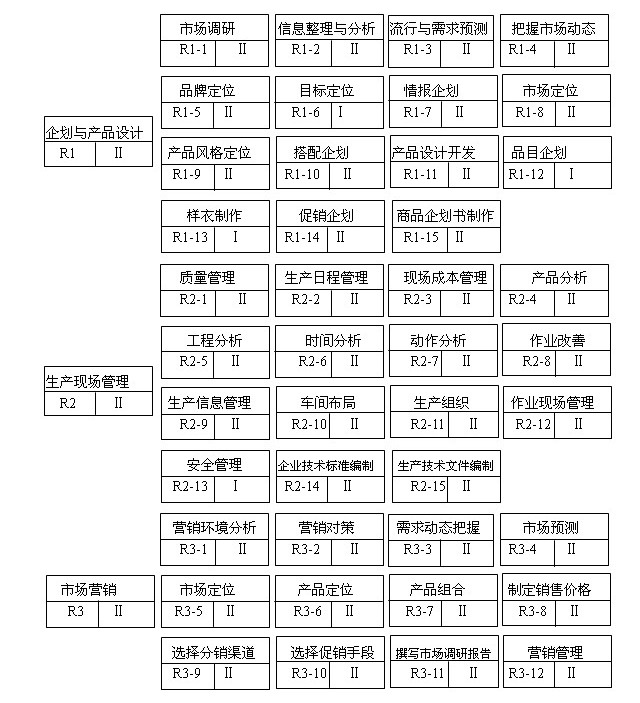 市场调研 信息整理与分析 流行与需求预测 把握市场动态
R1-1 Ⅱ R1-2 Ⅱ R1-3 Ⅱ R1-4 Ⅱ
品牌定位 目标定位 情报企划 市场定位
R1-5 Ⅱ R1-6 Ⅰ R1-7 Ⅱ R1-8 Ⅱ
企划与产品设计
R1 Ⅱ
产品风格定位 搭配企划 产品设计开发 品目企划
R1-9 Ⅱ R1-10 Ⅱ R1-11 Ⅱ R1-12 Ⅰ
样衣制作 促销企划 商品企划书制作
R1-13 Ⅰ R1-14 Ⅱ R1-15 Ⅱ
质量管理 生产日程管理 现场成本管理 产品分析
R2-1 Ⅱ R2-2 Ⅱ R2-3 Ⅱ R2-4 Ⅱ
工程分析 时间分析 动作分析 作业改善
R2-5 Ⅱ R2-6 Ⅱ R2-7 Ⅱ R2-8 Ⅱ
生产现场管理
R2 Ⅱ
生产信息管理 车间布局 生产组织 作业现场管理
R2-9 Ⅱ R2-10 Ⅱ R2-11 Ⅱ R2-12 Ⅱ
安全管理 企业技术标准编制 生产技术文件编制
R2-13 Ⅰ R2-14 Ⅱ R2-15 Ⅱ
营销环境分析 营销对策 需求动态把握 市场预测
R3-1 Ⅱ R3-2 Ⅱ R3-3 Ⅱ R3-4 Ⅱ
市场营销 市场定位 产品定位 产品组合 制定销售价格
R3 Ⅱ R3-5 Ⅱ R3-6 Ⅱ R3-7 Ⅱ R3-8 Ⅱ
选择分销渠道 选择促销手段 撰写市场调研报告 营销管理
R3-9 Ⅱ R3-10 Ⅱ R3-11 Ⅱ R3-12 Ⅱ